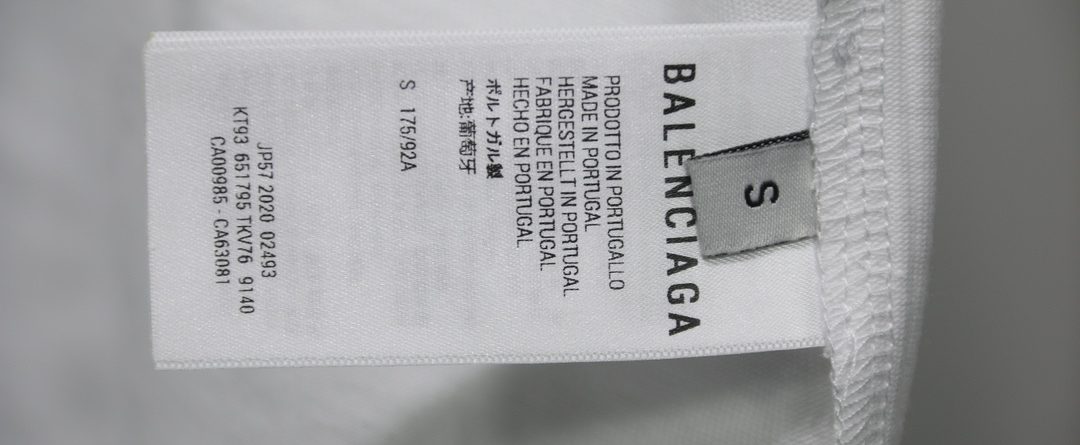 BALENCIAGA
S
PRODOTTO IN PORTUGALLO
MADE IN PORTUGAL
HERGESTELLT IN PORTUGAL
FABRIQUE EN PORTUGAL
HECHO EN PORTUGAL
ポルトガル製
产地:葡萄牙
S 175/92A
JP57 2020 02493
KT93 651795 TKV76 9140
CA00985 - CA63081